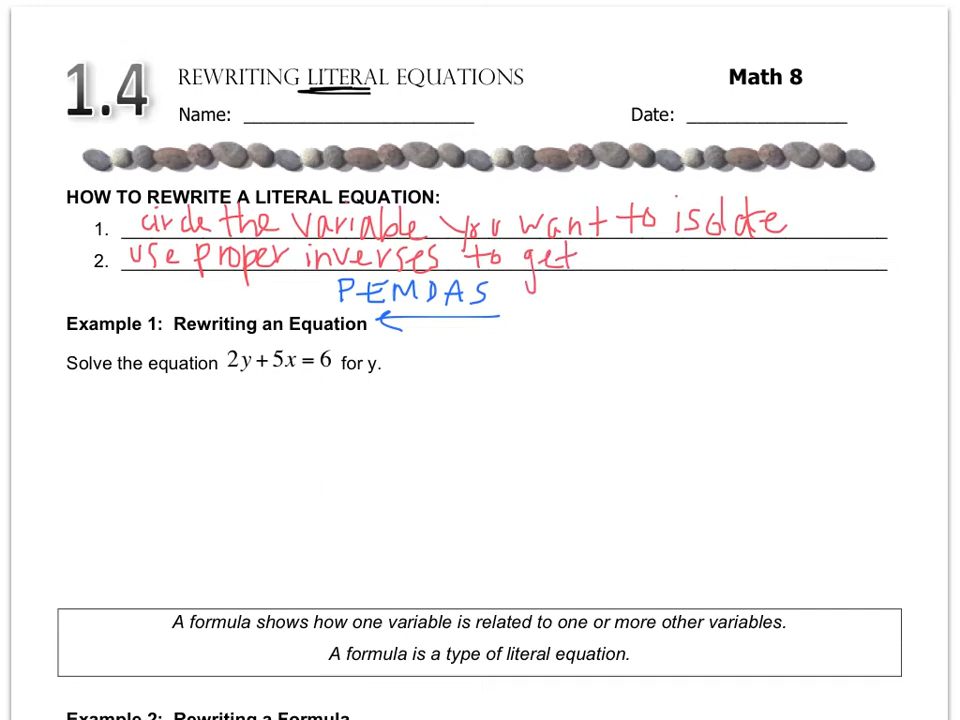 1.4 REWRITING LITERAL EQUATIONS Math 8
Name: ____________________ Date: ______________
HOW TO REWRITE A LITERAL EQUATION:
1. circle the variable you want to isolate
2. use proper inverses to get
PEMDAS
Example 1: Rewriting an Equation
Solve the equation 2y + 5x = 6 for y.
A formula shows how one variable is related to one or more other variables.
A formula is a type of literal equation.
Example 2: Rewriting a Formula